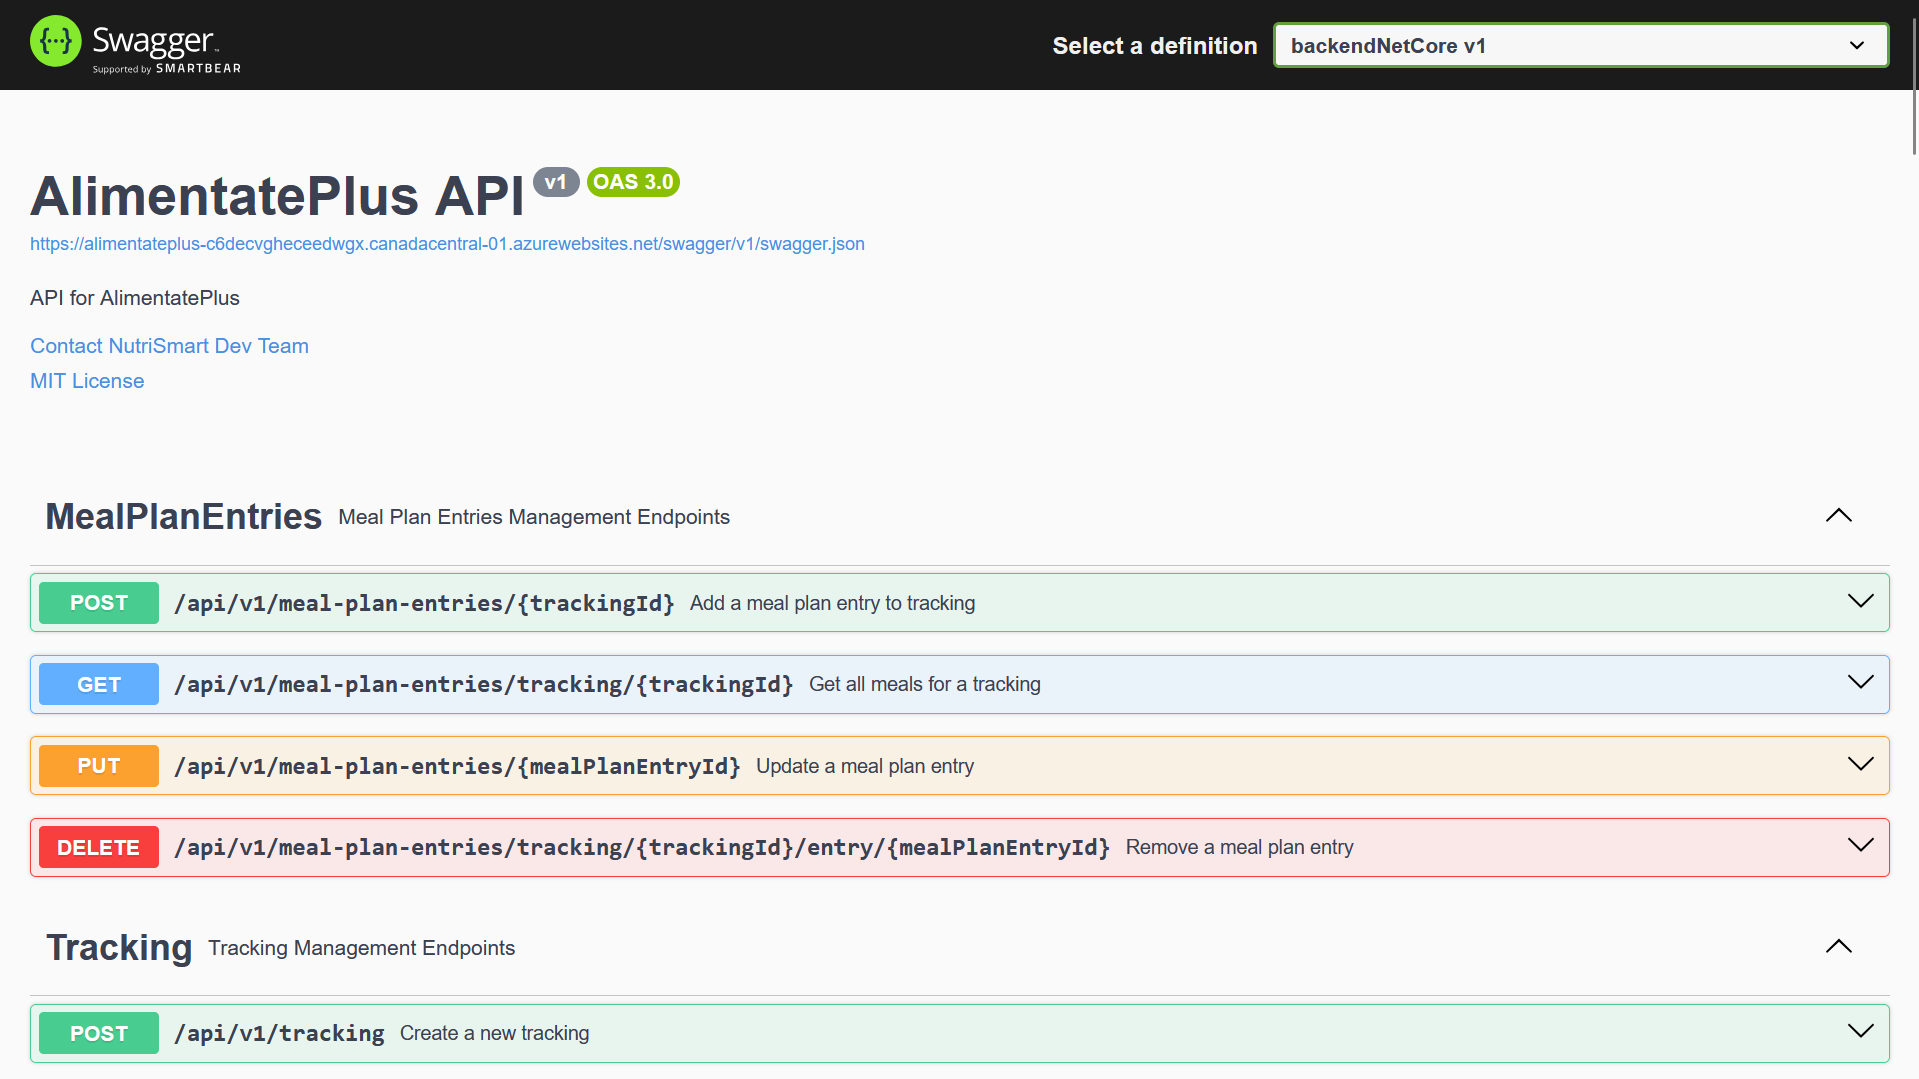 {···} Swagger™
Supported by SMARTBEAR
Select a definition
backendNetCore v1
AlimentatePlus API v1 OAS 3.0
https://alimentateplus-c6decvgheceedwgx.canadacentral-01.azurewebsites.net/swagger/v1/swagger.json
API for AlimentatePlus
Contact NutriSmart Dev Team
MIT License
MealPlanEntries Meal Plan Entries Management Endpoints
POST /api/v1/meal-plan-entries/{trackingId} Add a meal plan entry to tracking
GET /api/v1/meal-plan-entries/tracking/{trackingId} Get all meals for a tracking
PUT /api/v1/meal-plan-entries/{mealPlanEntryId} Update a meal plan entry
DELETE /api/v1/meal-plan-entries/tracking/{trackingId}/entry/{mealPlanEntryId} Remove a meal plan entry
Tracking Tracking Management Endpoints
POST /api/v1/tracking Create a new tracking